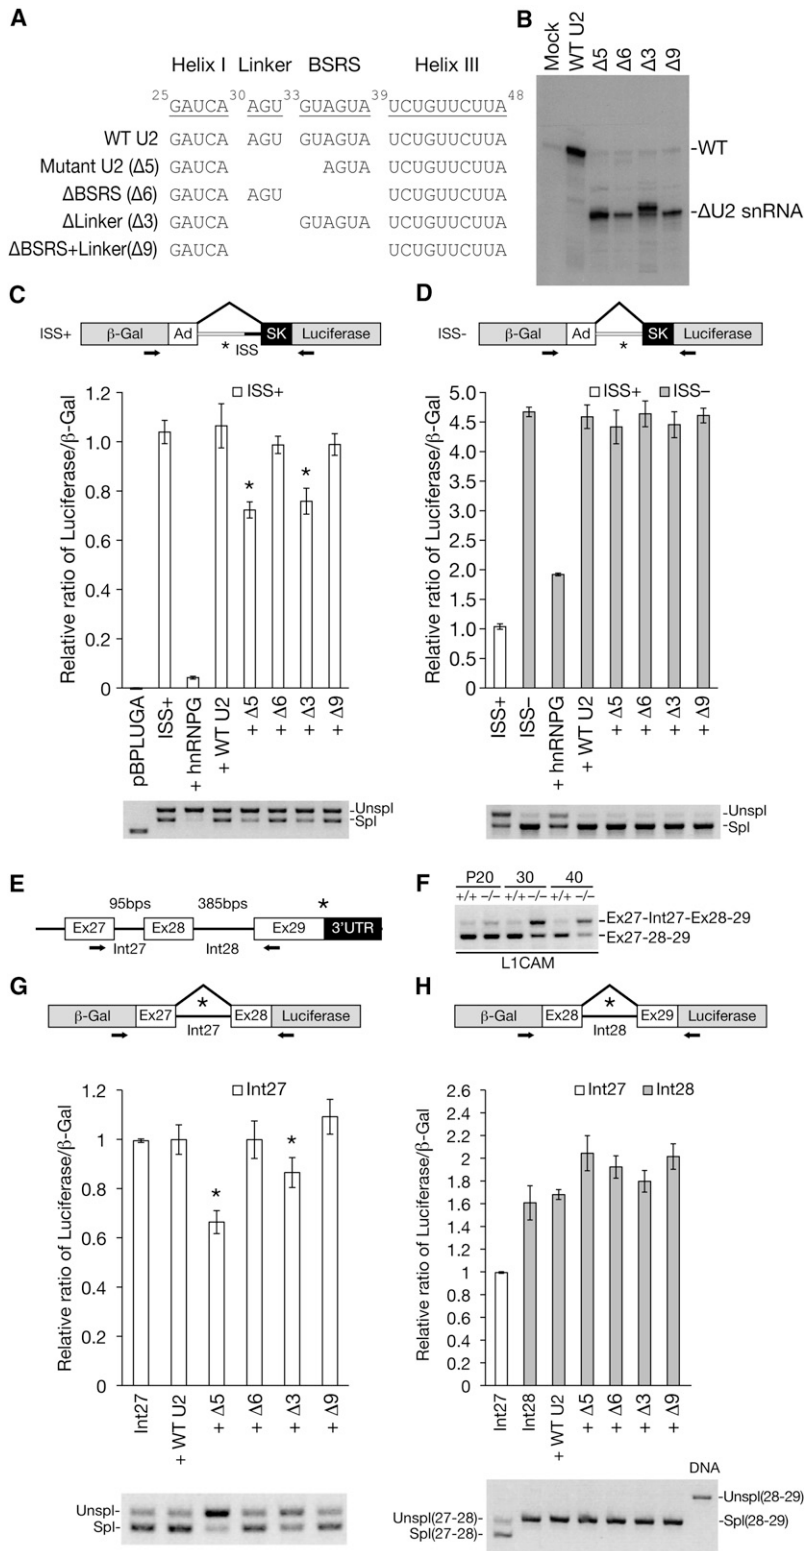 A
Helix I Linker BSRS Helix III
25 GAUCA 30 AGU 33 GUAGUA 39 UCUGUUCUUA 48
WT U2 GAUCA AGU GUAGUA UCUGUUCUUA
Mutant U2 (Δ5) GAUCA AGUA UCUGUUCUUA
ΔBSRS (Δ6) GAUCA AGU UCUGUUCUUA
ΔLinker (Δ3) GAUCA GUAGUA UCUGUUCUUA
ΔBSRS+Linker(Δ9) GAUCA UCUGUUCUUA
B
Mock WT U2 Δ5 Δ6 Δ3 Δ9
-WT
-ΔU2 snRNA
C
ISS+ β-Gal Ad SK Luciferase
* ISS
ISS+
Relative ratio of Luciferase/β-Gal
1.2
1.0
0.8
0.6
0.4
0.2
0
* *
pBPLUGA ISS+ + hnRNPG + WT U2 + Δ5 + Δ6 + Δ3 + Δ9
-Unspl
-Spl
D
ISS- β-Gal Ad SK Luciferase
*
ISS+ ISS–
Relative ratio of Luciferase/β-Gal
5.0
4.5
4.0
3.5
3.0
2.5
2.0
1.5
1.0
0.5
0
ISS+ ISS– + hnRNPG + WT U2 + Δ5 + Δ6 + Δ3 + Δ9
-Unspl
-Spl
E
95bps 385bps *
Ex27 Ex28 Ex29 3'UTR
Int27 Int28
F
P20 30 40
+/+ –/– +/+ –/– +/+ –/–
-Ex27-Int27-Ex28-29
-Ex27-28-29
L1CAM
G
*
β-Gal Ex27 Ex28 Luciferase
Int27
Int27
Relative ratio of Luciferase/β-Gal
1.2
1
0.8
0.6
0.4
0.2
0
* *
Int27 + WT U2 + Δ5 + Δ6 + Δ3 + Δ9
Unspl-
Spl-
H
*
β-Gal Ex28 Ex29 Luciferase
Int28
Int27 Int28
Relative ratio of Luciferase/β-Gal
2.6
2.4
2.2
2
1.8
1.6
1.4
1.2
1
0.8
0.6
0.4
0.2
0
Int27 Int28 + WT U2 + Δ5 + Δ6 + Δ3 + Δ9
DNA
-Unspl(28-29)
Unspl(27-28)- -Spl(28-29)
Spl(27-28)-